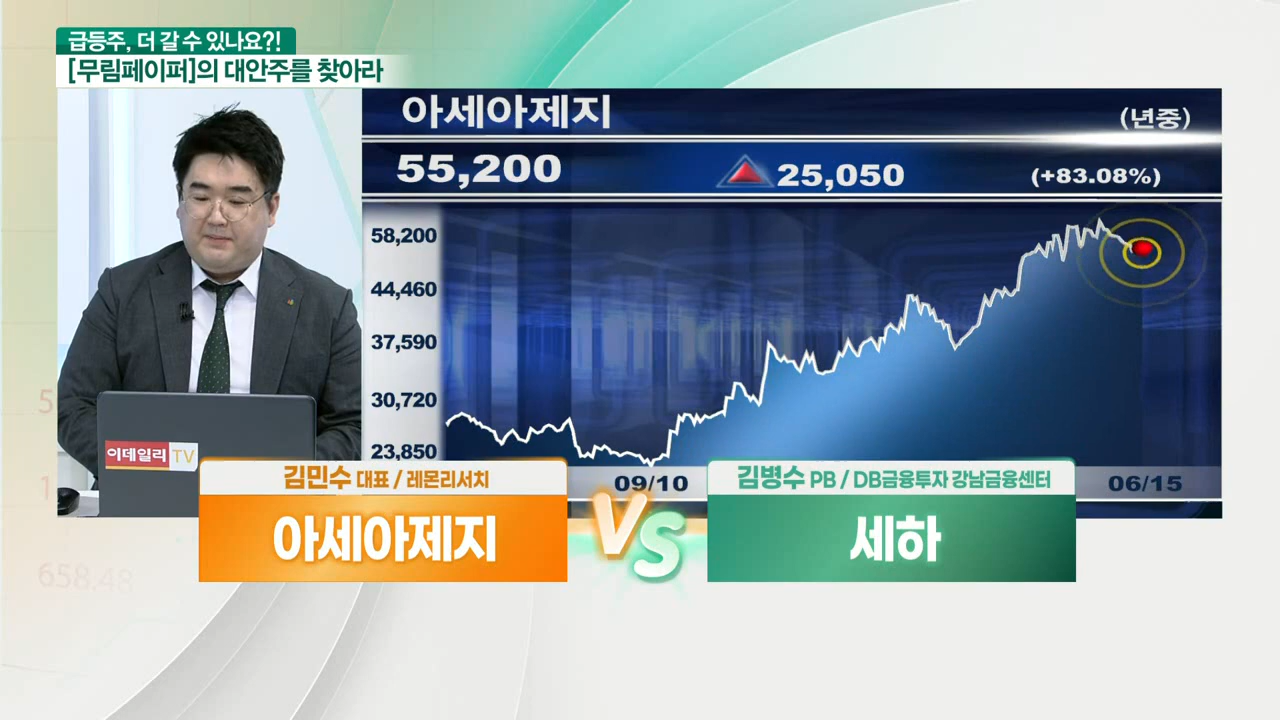 급등주, 더 갈 수 있나요?!
[무림페이퍼]의 대안주를 찾아라
아세아제지
(년중)
55,200
▲ 25,050
(+83.08%)
58,200
44,460
37,590
30,720
23,850
09/10
06/15
이데일리 TV
김민수 대표 / 레몬리서치
아세아제지
VS
김병수 PB / DB금융투자 강남금융센터
세하
5
1
658.48